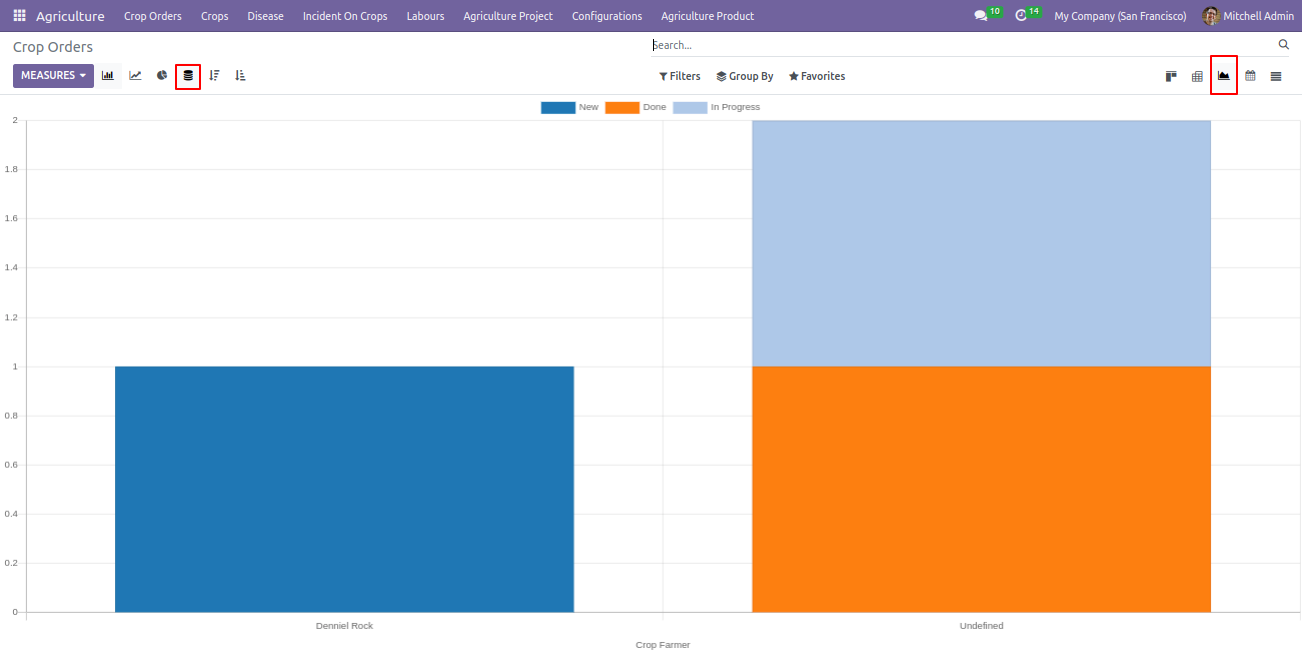 Agriculture Crop Orders Crops Disease Incident On Crops Labours Agriculture Project Configurations Agriculture Product 10 14 My Company (San Francisco) Mitchell Admin
Crop Orders Search...
MEASURES Filters Group By Favorites
New Done In Progress
2
1.8
1.6
1.4
1.2
1
0.8
0.6
0.4
0.2
0
Denniel Rock Undefined
Crop Farmer